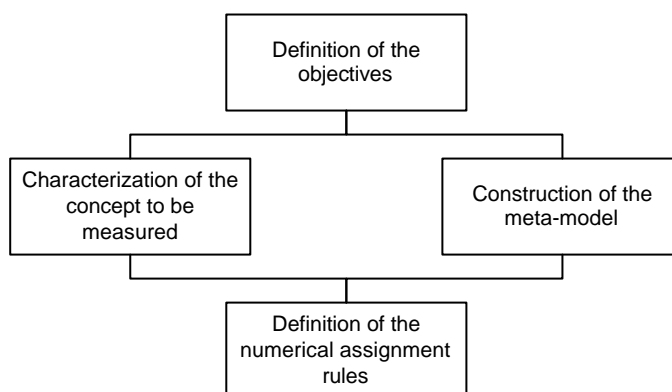 Definition of the
objectives
Characterization of the
concept to be
measured
Construction of the
meta-model
Definition of the
numerical assignment
rules